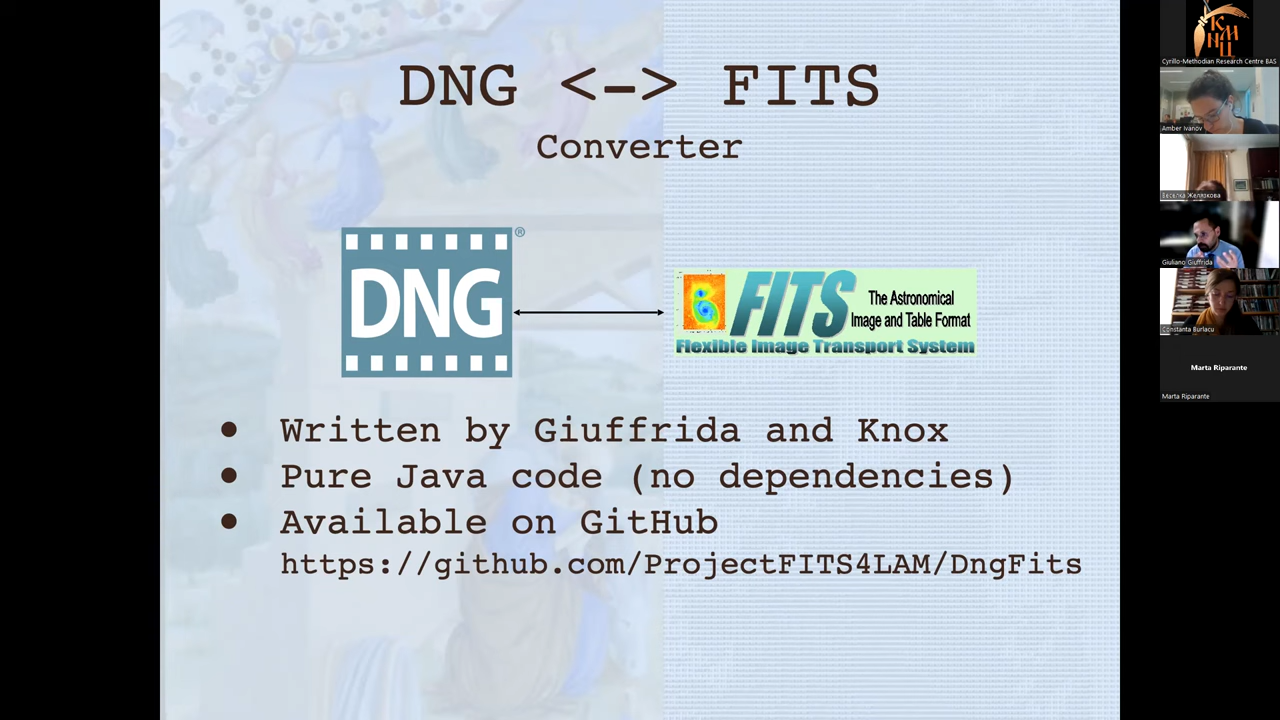 DNG <-> FITS
Converter
DNG®
FITS
The Astronomical
Image and Table Format
Flexible Image Transport System
● Written by Giuffrida and Knox
● Pure Java code (no dependencies)
● Available on GitHub
https://github.com/ProjectFITS4LAM/DngFits
Cyrillo-Methodian Research Centre BAS
Amber Ivanov
Веселка Желязкова
Giuliano Giuffrida
Constanta Burlacu
Marta Riparante
Marta Riparante